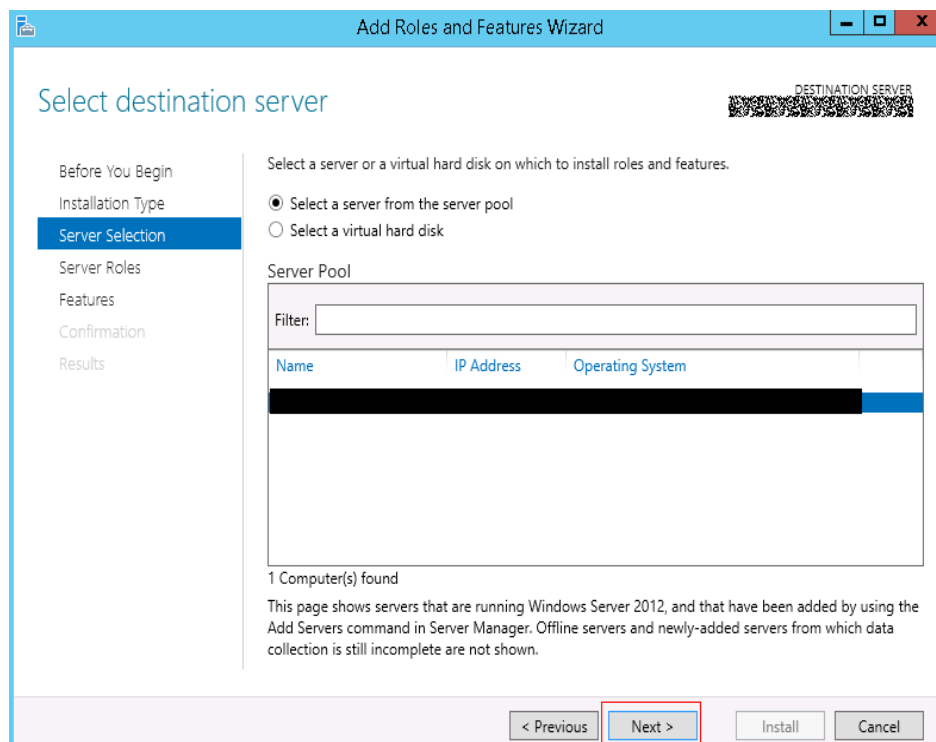 Add Roles and Features Wizard
Select destination server
DESTINATION SERVER
Before You Begin
Installation Type
Server Selection
Server Roles
Features
Confirmation
Results
Select a server or a virtual hard disk on which to install roles and features.
Select a server from the server pool
Select a virtual hard disk
Server Pool
Filter:
Name IP Address Operating System
1 Computer(s) found
This page shows servers that are running Windows Server 2012, and that have been added by using the
Add Servers command in Server Manager. Offline servers and newly-added servers from which data
collection is still incomplete are not shown.
< Previous Next > Install Cancel